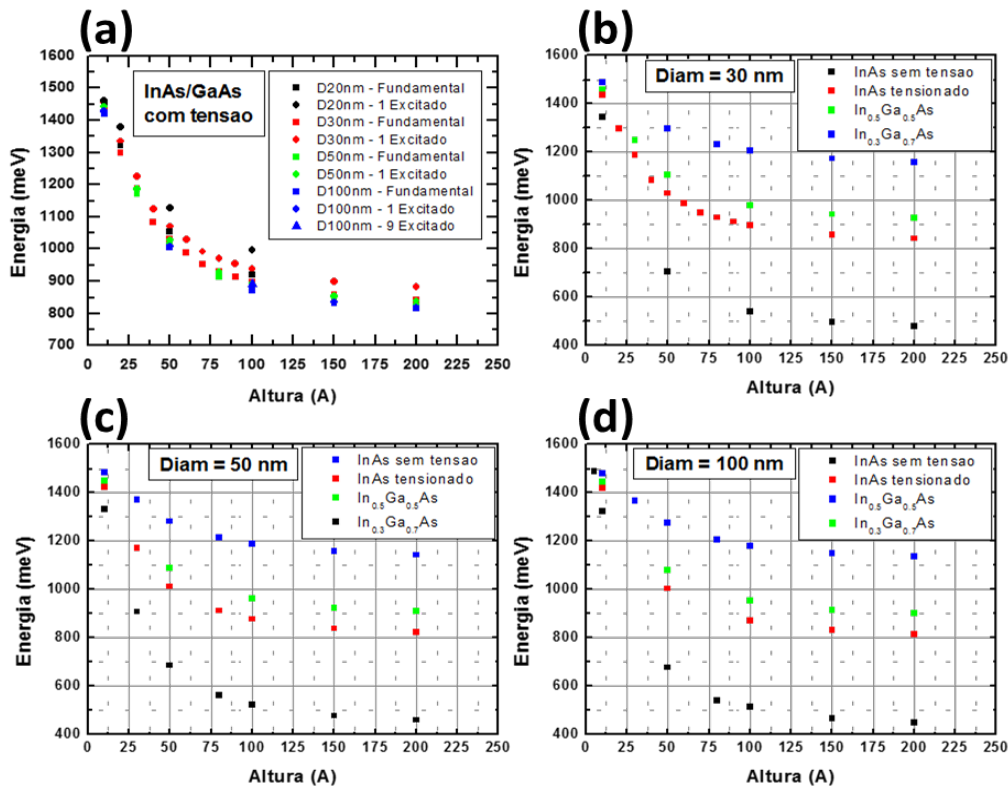 (a)
1600
1500
1400
1300
1200
1100
1000
900
800
700
Energia (meV)
InAs/GaAs
com tensao
D20nm - Fundamental
D20nm - 1 Excitado
D30nm - Fundamental
D30nm - 1 Excitado
D50nm - Fundamental
D50nm - 1 Excitado
D100nm - Fundamental
D100nm - 1 Excitado
D100nm - 9 Excitado
0 25 50 75 100 125 150 175 200 225 250
Altura (A)
(b)
1600
1400
1200
1000
800
600
400
Energia (meV)
Diam = 30 nm
InAs sem tensao
InAs tensionado
In0.5Ga0.5As
In0.3Ga0.7As
0 25 50 75 100 125 150 175 200 225 250
Altura (A)
(c)
1600
1400
1200
1000
800
600
400
Energia (meV)
Diam = 50 nm
InAs sem tensao
InAs tensionado
In0.5Ga0.5As
In0.3Ga0.7As
0 25 50 75 100 125 150 175 200 225 250
Altura (A)
(d)
1600
1400
1200
1000
800
600
400
Energia (meV)
Diam = 100 nm
InAs sem tensao
InAs tensionado
In0.5Ga0.5As
In0.3Ga0.7As
0 25 50 75 100 125 150 175 200 225 250
Altura (A)